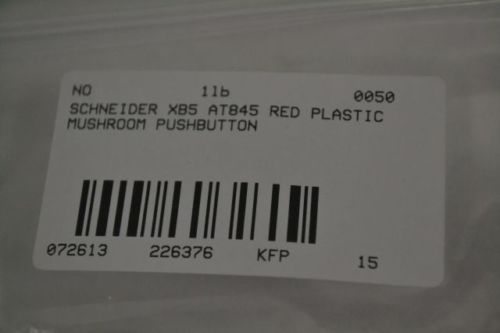 NO 1lb 0050
SCHNEIDER XB5 AT845 RED PLASTIC
MUSHROOM PUSHBUTTON
072613 226376 KFP 15